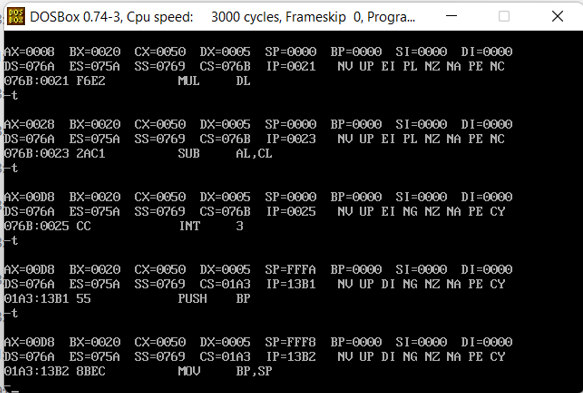 DOSBox 0.74-3, Cpu speed: 3000 cycles, Frameskip 0, Progra...
AX=0008 BX=0020 CX=0050 DX=0005 SP=0000 BP=0000 SI=0000 DI=0000
DS=076A ES=075A SS=0769 CS=076B IP=0021 NV UP EI PL NZ NA PE NC
076B:0021 F6E2 MUL DL
-t
AX=0028 BX=0020 CX=0050 DX=0005 SP=0000 BP=0000 SI=0000 DI=0000
DS=076A ES=075A SS=0769 CS=076B IP=0023 NV UP EI PL NZ NA PE NC
076B:0023 2AC1 SUB AL,CL
-t
AX=00D8 BX=0020 CX=0050 DX=0005 SP=0000 BP=0000 SI=0000 DI=0000
DS=076A ES=075A SS=0769 CS=076B IP=0025 NV UP EI NG NZ NA PE CY
076B:0025 CC INT 3
-t
AX=00D8 BX=0020 CX=0050 DX=0005 SP=FFFA BP=0000 SI=0000 DI=0000
DS=076A ES=075A SS=0769 CS=01A3 IP=13B1 NV UP DI NG NZ NA PE CY
01A3:13B1 55 PUSH BP
-t
AX=00D8 BX=0020 CX=0050 DX=0005 SP=FFF8 BP=0000 SI=0000 DI=0000
DS=076A ES=075A SS=0769 CS=01A3 IP=13B2 NV UP DI NG NZ NA PE CY
01A3:13B2 8BEC MOV BP,SP
-